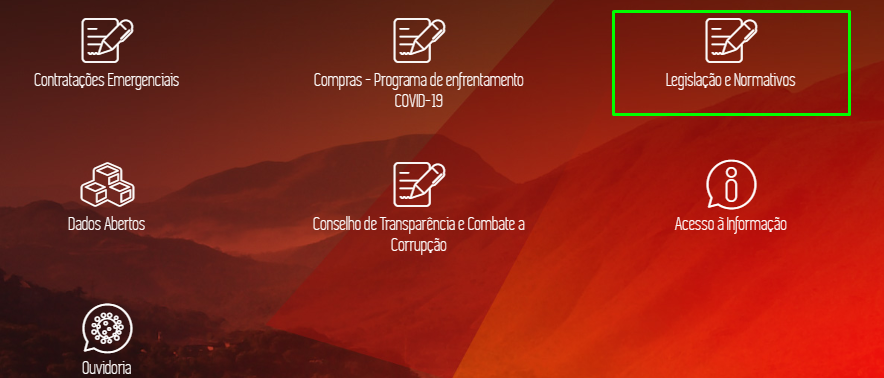 Contratações Emergenciais
Compras - Programa de enfrentamento
COVID-19
Legislação e Normativos
Dados Abertos
Conselho de Transparência e Combate a
Corrupção
Acesso à Informação
Ouvidoria